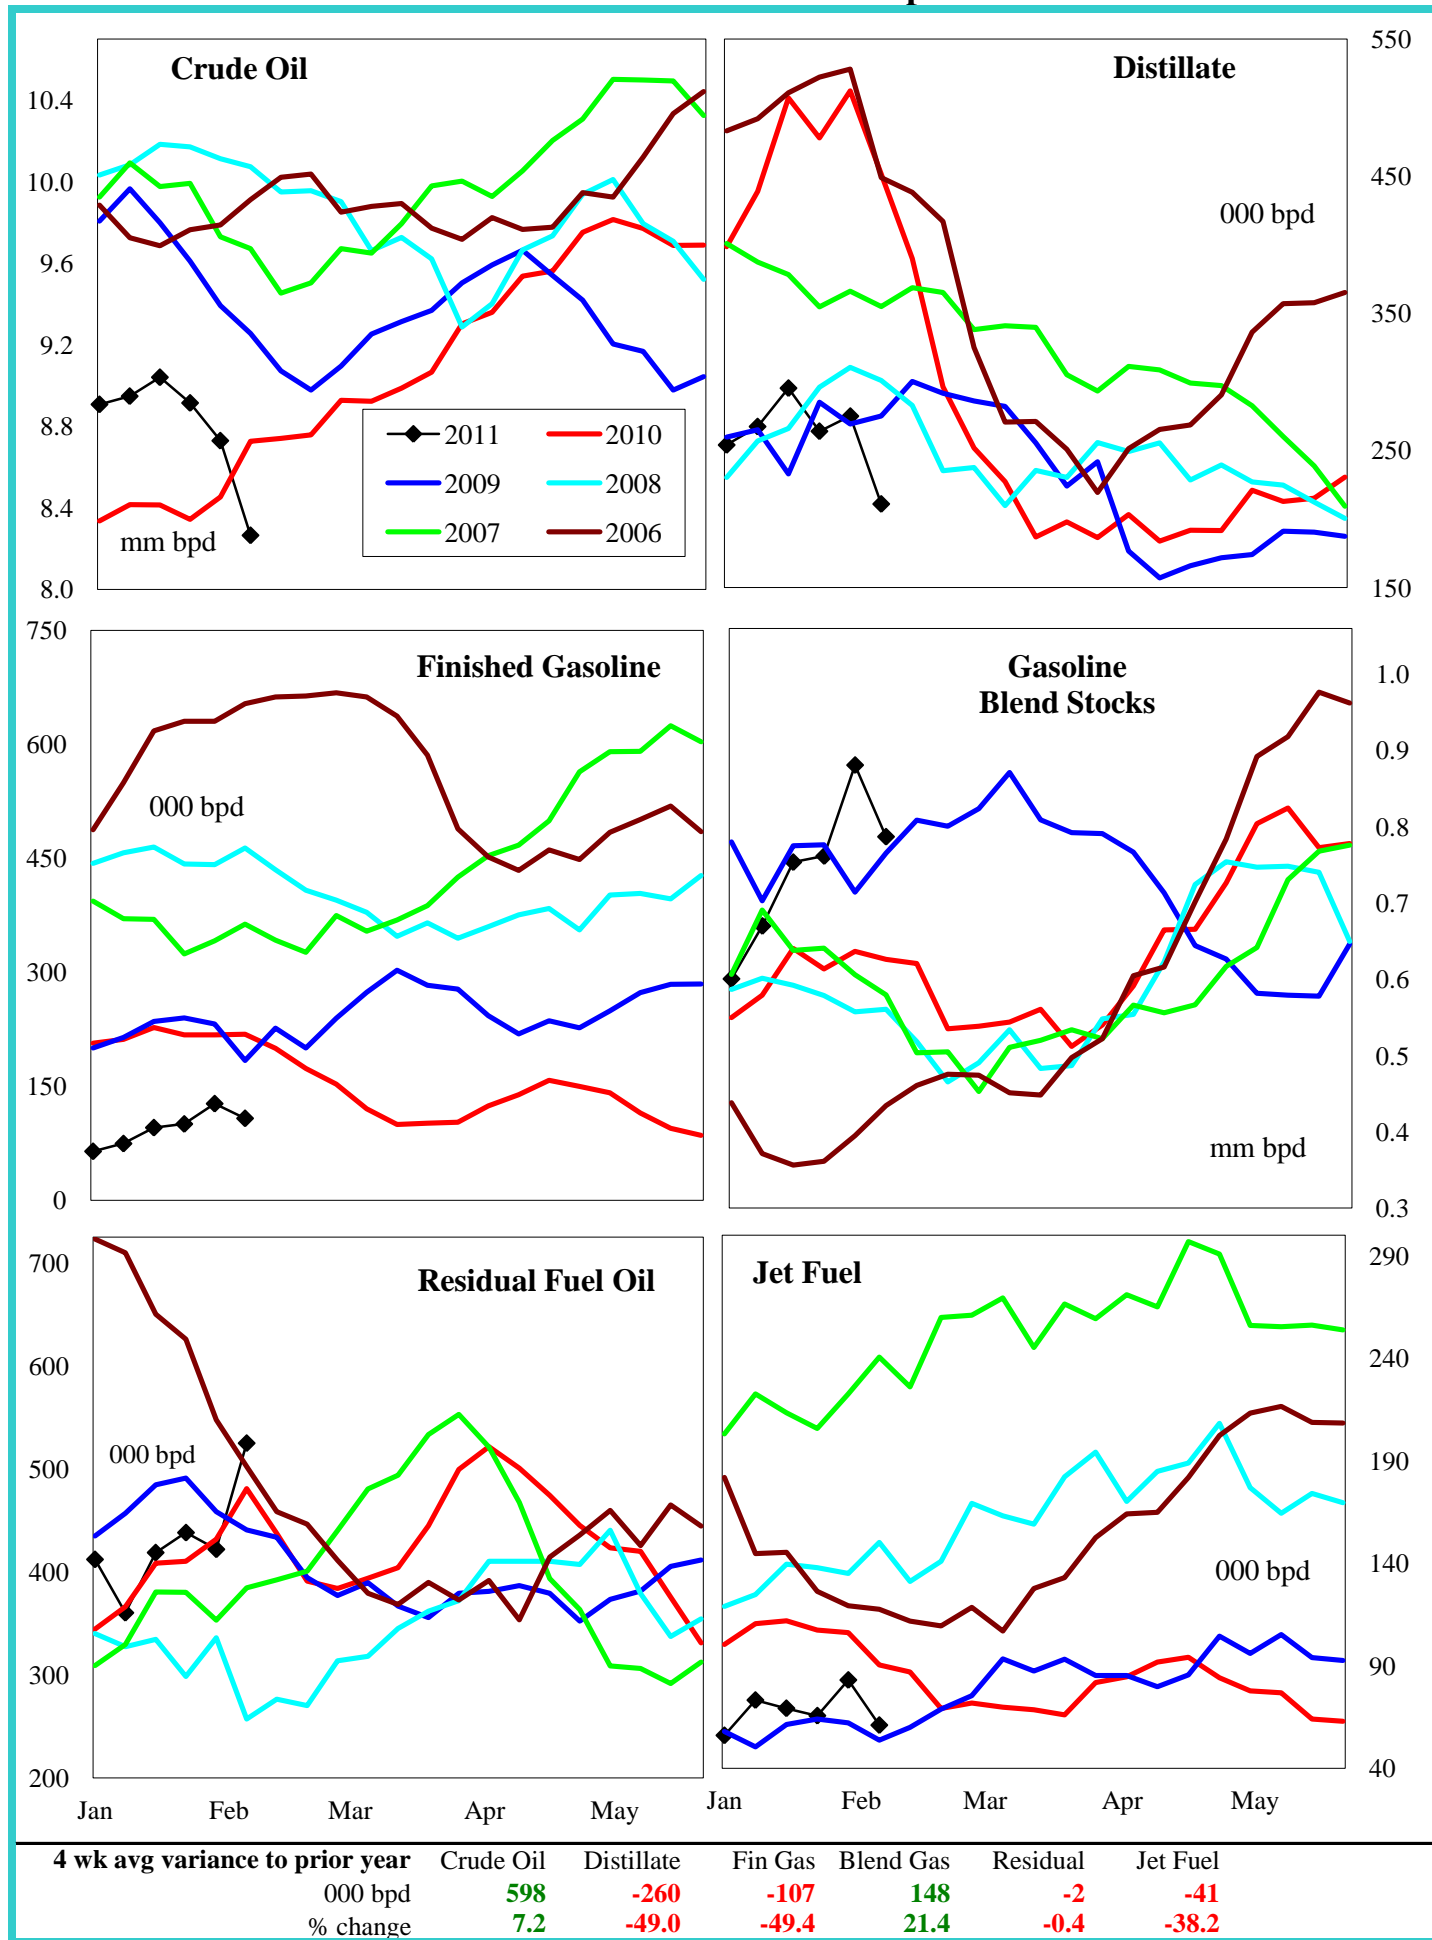 Crude Oil
10.4
10.0
9.6
9.2
8.8
8.4
8.0
2011 2010
2009 2008
2007 2006
mm bpd
Distillate
000 bpd
550
450
350
250
150
Finished Gasoline
000 bpd
750
600
450
300
150
0
Gasoline
Blend Stocks
mm bpd
1.0
0.9
0.8
0.7
0.6
0.5
0.4
0.3
Residual Fuel Oil
000 bpd
700
600
500
400
300
200
Jan Feb Mar Apr May
Jet Fuel
000 bpd
290
240
190
140
90
40
Jan Feb Mar Apr May
4 wk avg variance to prior year Crude Oil Distillate Fin Gas Blend Gas Residual Jet Fuel
000 bpd 598 -260 -107 148 -2 -41
% change 7.2 -49.0 -49.4 21.4 -0.4 -38.2